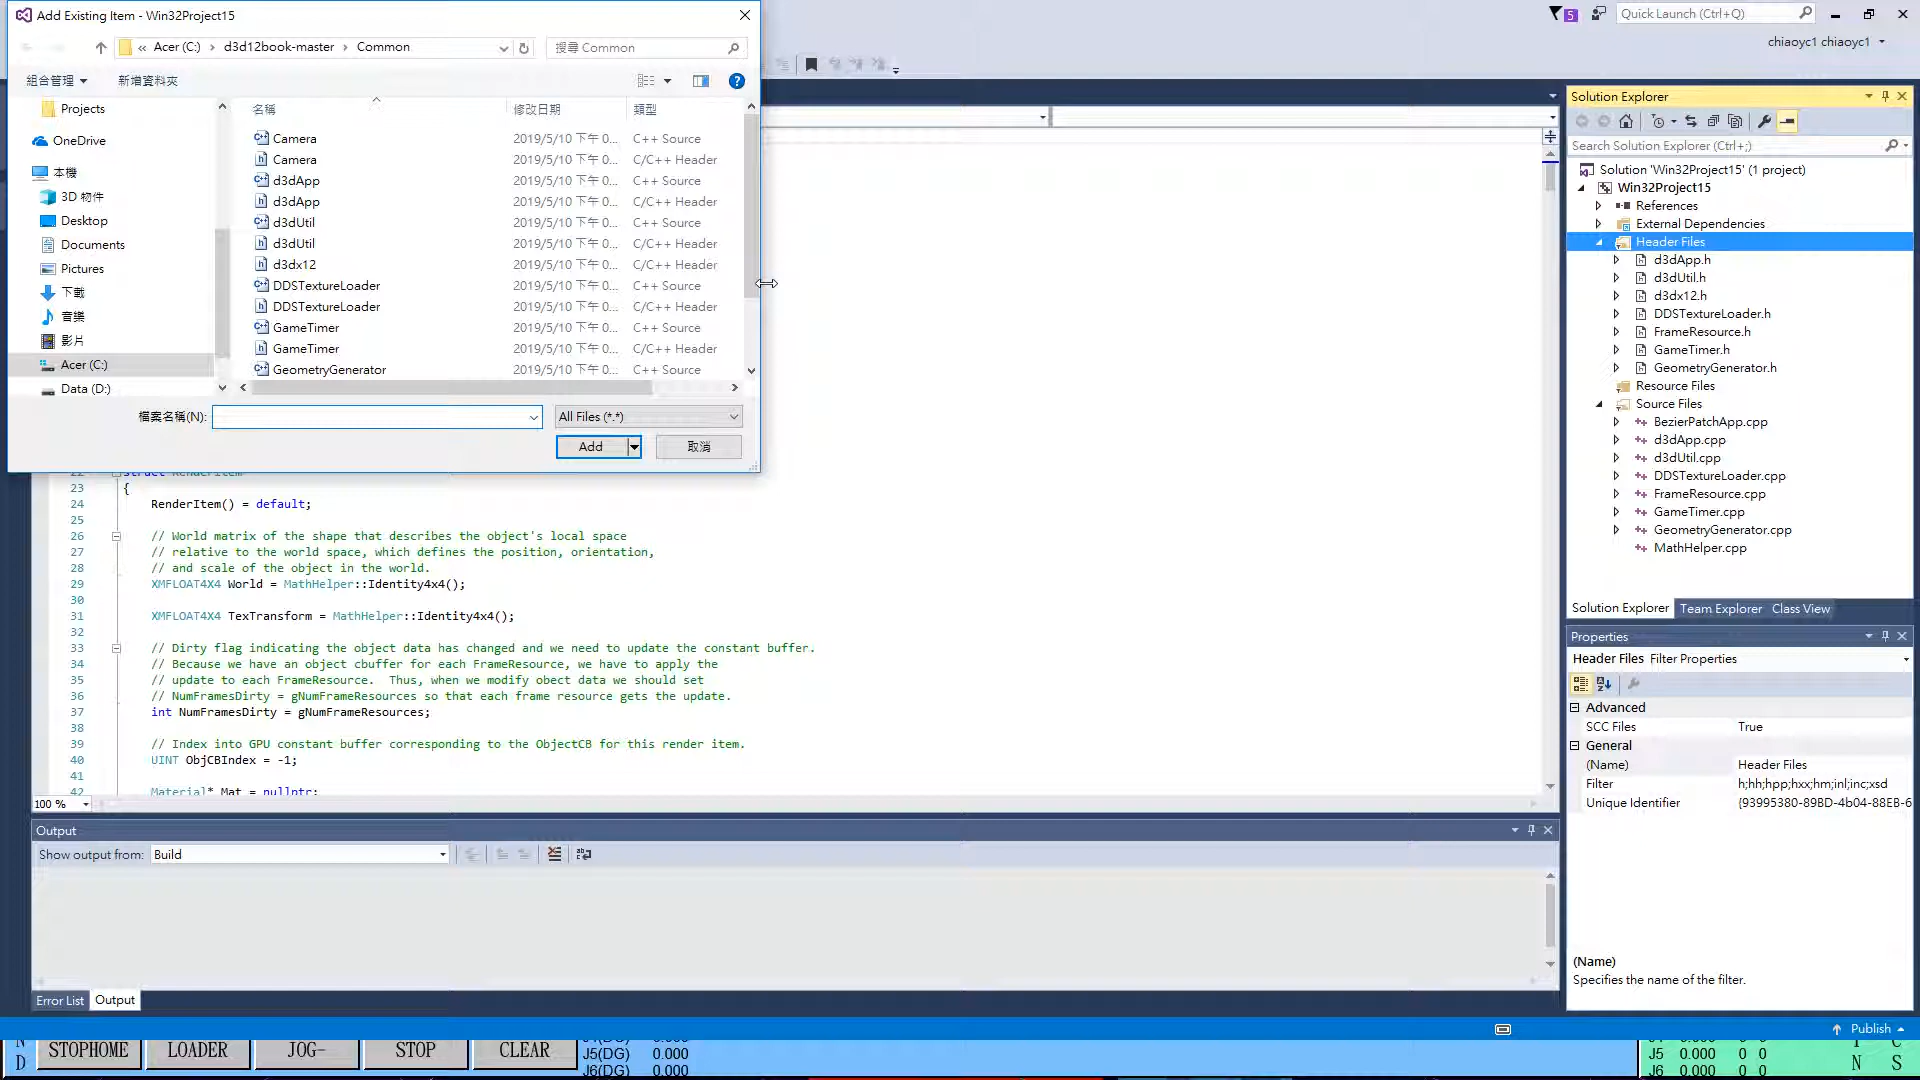 Add Existing Item - Win32Project15
« Acer (C:) › d3d12book-master › Common
搜尋 Common
組合管理
新增資料夾
Projects
OneDrive
本機
3D 物件
Desktop
Documents
Pictures
下載
音樂
影片
Acer (C:)
Data (D:)
名稱 修改日期 類型
Camera 2019/5/10 下午 0... C++ Source
Camera 2019/5/10 下午 0... C/C++ Header
d3dApp 2019/5/10 下午 0... C++ Source
d3dApp 2019/5/10 下午 0... C/C++ Header
d3dUtil 2019/5/10 下午 0... C++ Source
d3dUtil 2019/5/10 下午 0... C/C++ Header
d3dx12 2019/5/10 下午 0... C/C++ Header
DDSTextureLoader 2019/5/10 下午 0... C++ Source
DDSTextureLoader 2019/5/10 下午 0... C/C++ Header
GameTimer 2019/5/10 下午 0... C++ Source
GameTimer 2019/5/10 下午 0... C/C++ Header
GeometryGenerator 2019/5/10 下午 0... C++ Source
檔案名稱(N):
All Files (*.*)
Add
取消
5
Quick Launch (Ctrl+Q)
chiaoyc1 chiaoyc1
23 {
24 RenderItem() = default;
25
26 // World matrix of the shape that describes the object's local space
27 // relative to the world space, which defines the position, orientation,
28 // and scale of the object in the world.
29 XMFLOAT4X4 World = MathHelper::Identity4x4();
30
31 XMFLOAT4X4 TexTransform = MathHelper::Identity4x4();
32
33 // Dirty flag indicating the object data has changed and we need to update the constant buffer.
34 // Because we have an object cbuffer for each FrameResource, we have to apply the
35 // update to each FrameResource.  Thus, when we modify obect data we should set
36 // NumFramesDirty = gNumFrameResources so that each frame resource gets the update.
37 int NumFramesDirty = gNumFrameResources;
38
39 // Index into GPU constant buffer corresponding to the ObjectCB for this render item.
40 UINT ObjCBIndex = -1;
41
42 Material* Mat = nullptr;
100 %
Output
Show output from: Build
Error List Output
Solution Explorer
Search Solution Explorer (Ctrl+;)
Solution 'Win32Project15' (1 project)
Win32Project15
References
External Dependencies
Header Files
d3dApp.h
d3dUtil.h
d3dx12.h
DDSTextureLoader.h
FrameResource.h
GameTimer.h
GeometryGenerator.h
Resource Files
Source Files
BezierPatchApp.cpp
d3dApp.cpp
d3dUtil.cpp
DDSTextureLoader.cpp
FrameResource.cpp
GameTimer.cpp
GeometryGenerator.cpp
MathHelper.cpp
Solution Explorer Team Explorer Class View
Properties
Header Files Filter Properties
Advanced
SCC Files True
General
(Name) Header Files
Filter h;hh;hpp;hxx;hm;inl;inc;xsd
Unique Identifier {93995380-89BD-4b04-88EB-6
(Name)
Specifies the name of the filter.
Publish
N
D
STOPHOME LOADER JOG- STOP CLEAR
J5(DG) 0.000
J6(DG) 0.000
J5 0.000 0 0
J6 0.000 0 0
N S